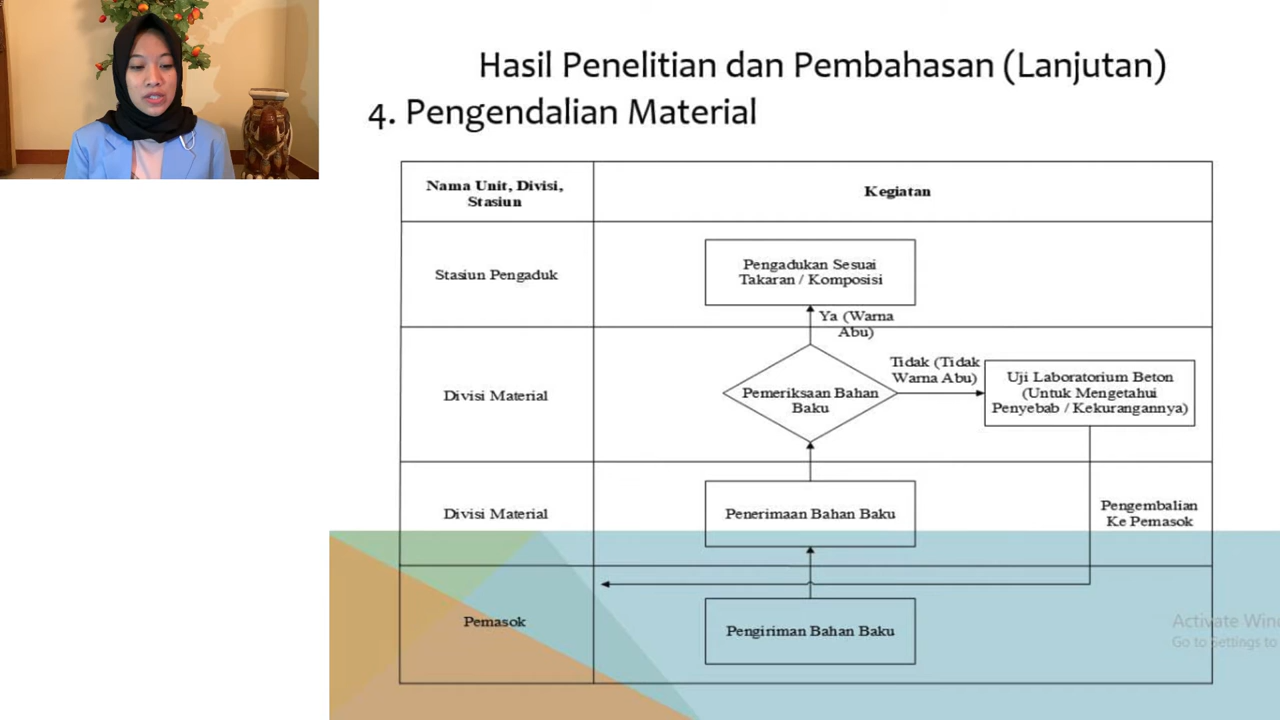 Hasil Penelitian dan Pembahasan (Lanjutan)
4. Pengendalian Material
Nama Unit, Divisi,
Stasiun
Kegiatan
Stasiun Pengaduk
Pengadukan Sesuai
Takaran / Komposisi
Ya (Warna
Abu)
Divisi Material
Pemeriksaan Bahan
Baku
Tidak (Tidak
Warna Abu)
Uji Laboratorium Beton
(Untuk Mengetahui
Penyebab / Kekurangannya)
Divisi Material
Penerimaan Bahan Baku
Pengembalian
Ke Pemasok
Pemasok
Pengiriman Bahan Baku
Activate Wind
Go to Settings to